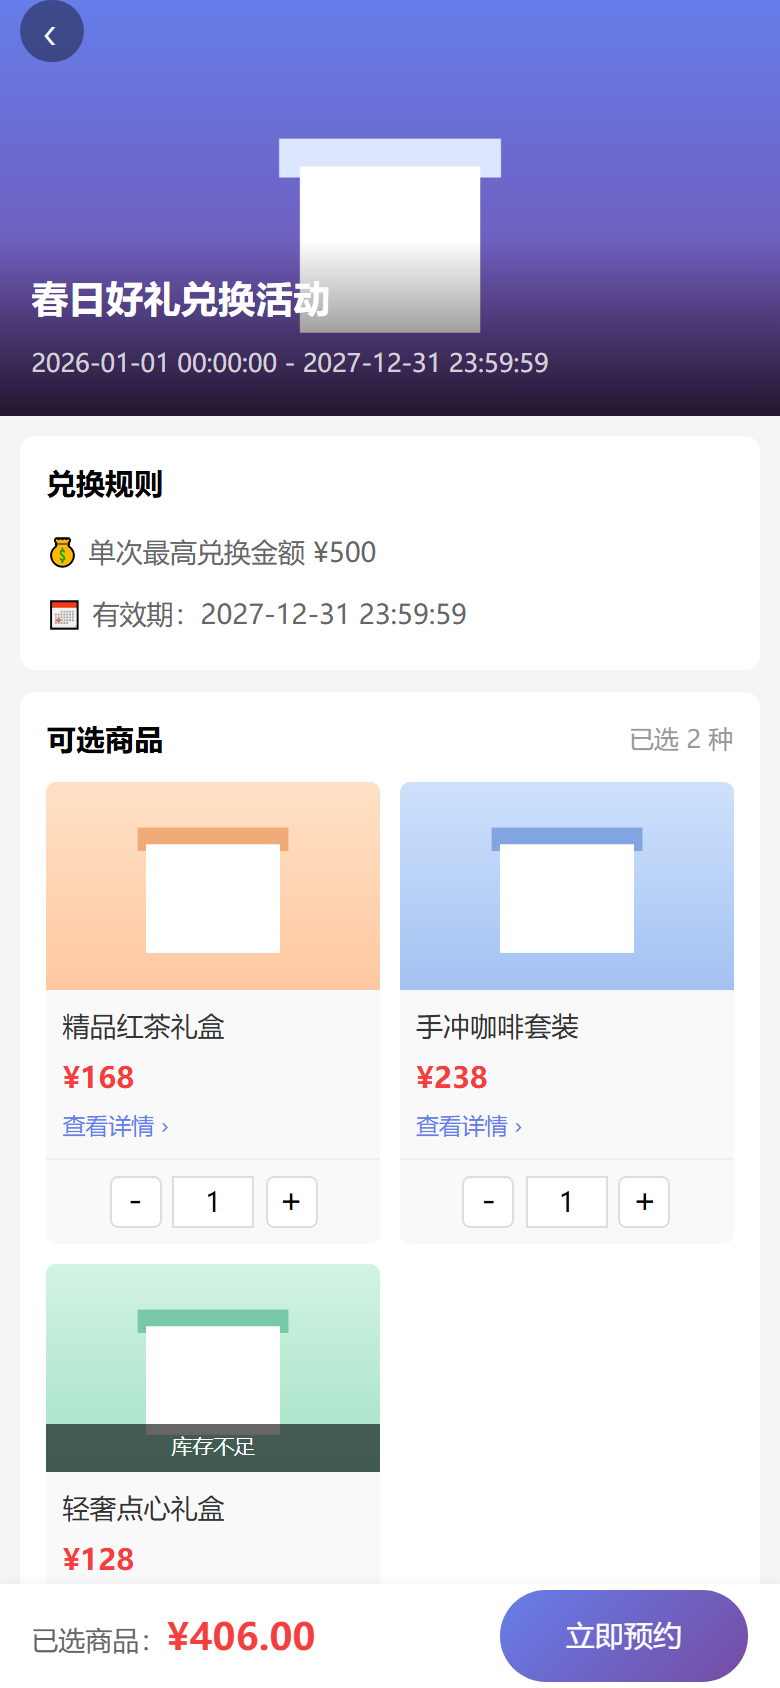 ‹
春日好礼兑换活动
2026-01-01 00:00:00 - 2027-12-31 23:59:59
兑换规则
💰 单次最高兑换金额 ¥500
📅 有效期：2027-12-31 23:59:59
可选商品 已选 2 种
精品红茶礼盒
¥168
查看详情 ›
- 1 +
手冲咖啡套装
¥238
查看详情 ›
- 1 +
库存不足
轻奢点心礼盒
¥128
已选商品：¥406.00
立即预约